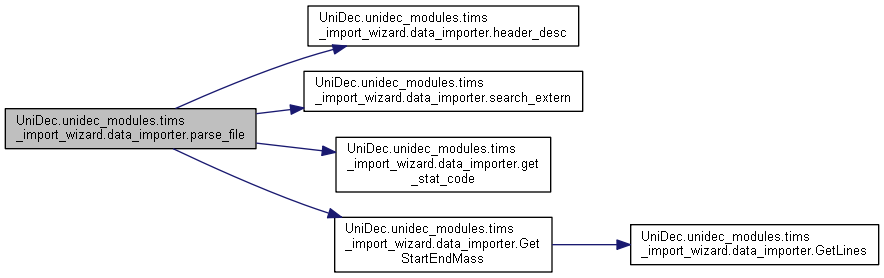 UniDec.unidec_modules.tims
_import_wizard.data_importer.header_desc
UniDec.unidec_modules.tims
_import_wizard.data_importer.search_extern
UniDec.unidec_modules.tims
_import_wizard.data_importer.parse_file
UniDec.unidec_modules.tims
_import_wizard.data_importer.get
_stat_code
UniDec.unidec_modules.tims
_import_wizard.data_importer.Get
StartEndMass
UniDec.unidec_modules.tims
_import_wizard.data_importer.GetLines